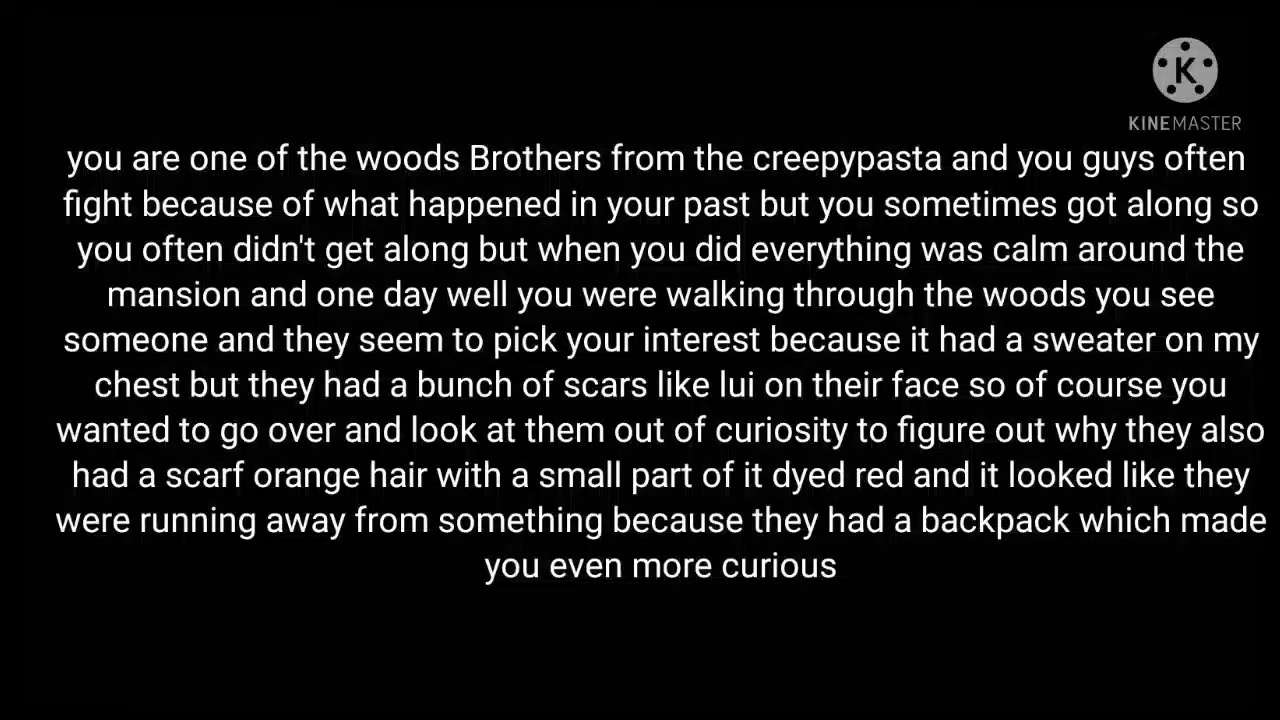 K
KINEMASTER
you are one of the woods Brothers from the creepypasta and you guys often
fight because of what happened in your past but you sometimes got along so
you often didn't get along but when you did everything was calm around the
mansion and one day well you were walking through the woods you see
someone and they seem to pick your interest because it had a sweater on my
chest but they had a bunch of scars like lui on their face so of course you
wanted to go over and look at them out of curiosity to figure out why they also
had a scarf orange hair with a small part of it dyed red and it looked like they
were running away from something because they had a backpack which made
you even more curious